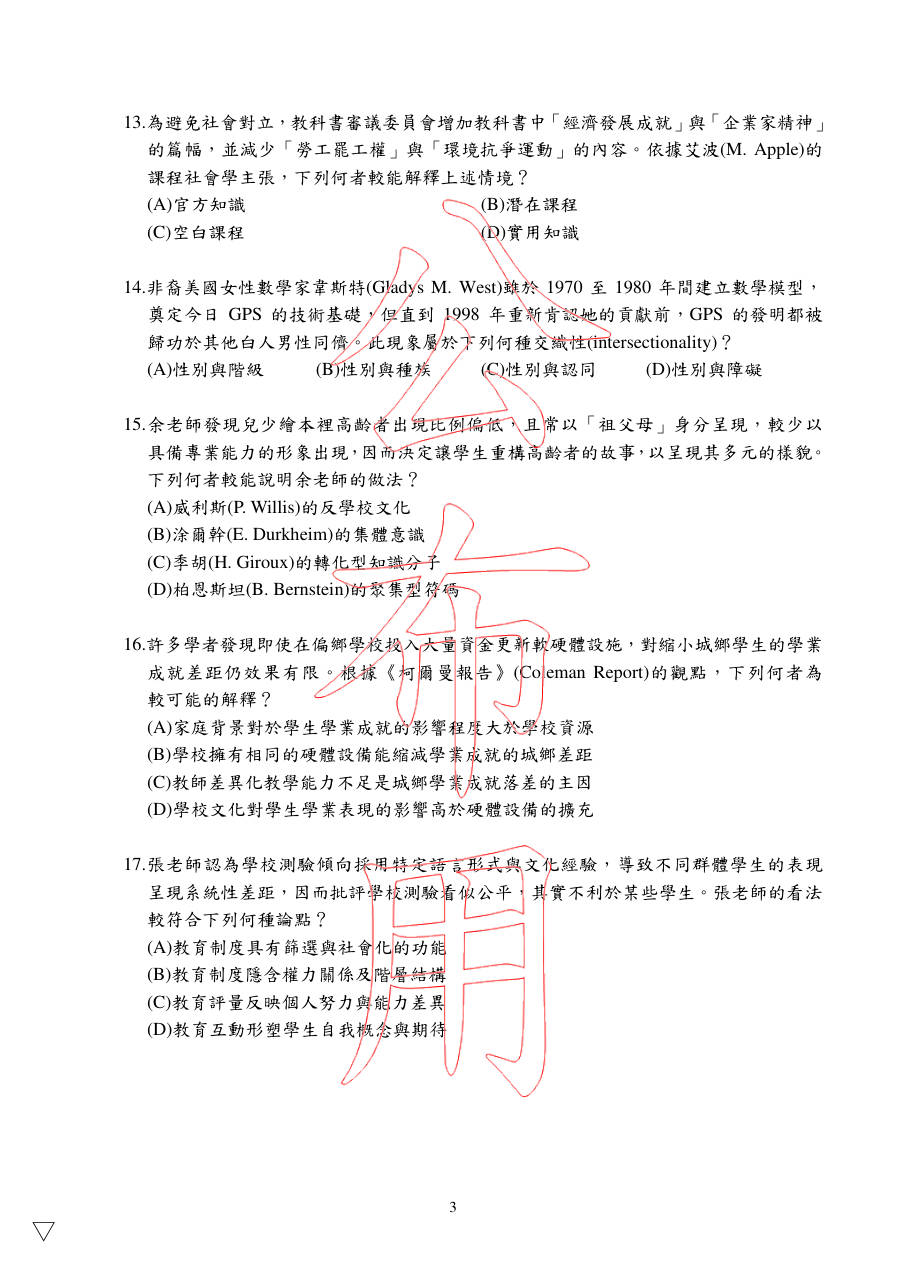 13.為避免社會對立，教科書審議委員會增加教科書中「經濟發展成就」與「企業家精神」
的篇幅，並減少「勞工罷工權」與「環境抗爭運動」的內容。依據艾波(M. Apple)的
課程社會學主張，下列何者較能解釋上述情境？
(A)官方知識 (B)潛在課程
(C)空白課程 (D)實用知識
14.非裔美國女性數學家韋斯特(Gladys M. West)雖於 1970 至 1980 年間建立數學模型，
奠定今日 GPS 的技術基礎，但直到 1998 年重新肯認她的貢獻前，GPS 的發明都被
歸功於其他白人男性同儕。此現象屬於下列何種交織性(intersectionality)？
(A)性別與階級 (B)性別與種族 (C)性別與認同 (D)性別與障礙
15.余老師發現兒少繪本裡高齡者出現比例偏低，且常以「祖父母」身分呈現，較少以
具備專業能力的形象出現，因而決定讓學生重構高齡者的故事，以呈現其多元的樣貌。
下列何者較能說明余老師的做法？
(A)威利斯(P. Willis)的反學校文化
(B)涂爾幹(E. Durkheim)的集體意識
(C)季胡(H. Giroux)的轉化型知識分子
(D)柏恩斯坦(B. Bernstein)的聚集型符碼
16.許多學者發現即使在偏鄉學校投入大量資金更新軟硬體設施，對縮小城鄉學生的學業
成就差距仍效果有限。根據《柯爾曼報告》(Coleman Report)的觀點，下列何者為
較可能的解釋？
(A)家庭背景對於學生學業成就的影響程度大於學校資源
(B)學校擁有相同的硬體設備能縮減學業成就的城鄉差距
(C)教師差異化教學能力不足是城鄉學業成就落差的主因
(D)學校文化對學生學業表現的影響高於硬體設備的擴充
17.張老師認為學校測驗傾向採用特定語言形式與文化經驗，導致不同群體學生的表現
呈現系統性差距，因而批評學校測驗看似公平，其實不利於某些學生。張老師的看法
較符合下列何種論點？
(A)教育制度具有篩選與社會化的功能
(B)教育制度隱含權力關係及階層結構
(C)教育評量反映個人努力與能力差異
(D)教育互動形塑學生自我概念與期待
公布用
3